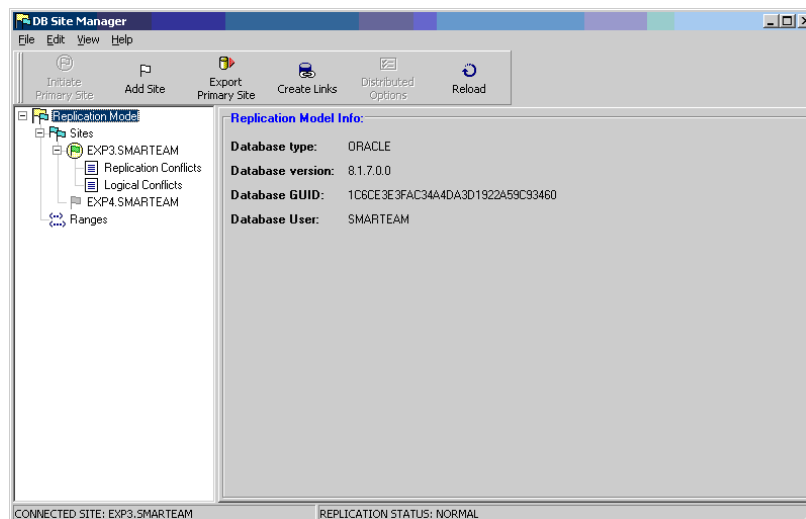 DB Site Manager
File Edit View Help
Initiate Primary Site
Add Site
Export Primary Site
Create Links
Distributed Options
Reload
Replication Model
Sites
EXP3.SMARTEAM
Replication Conflicts
Logical Conflicts
EXP4.SMARTEAM
Ranges
Replication Model Info:
Database type: ORACLE
Database version: 8.1.7.0.0
Database GUID: 1C6CE3E3FAC34A4DA3D1922A59C93460
Database User: SMARTEAM
CONNECTED SITE: EXP3.SMARTEAM REPLICATION STATUS: NORMAL